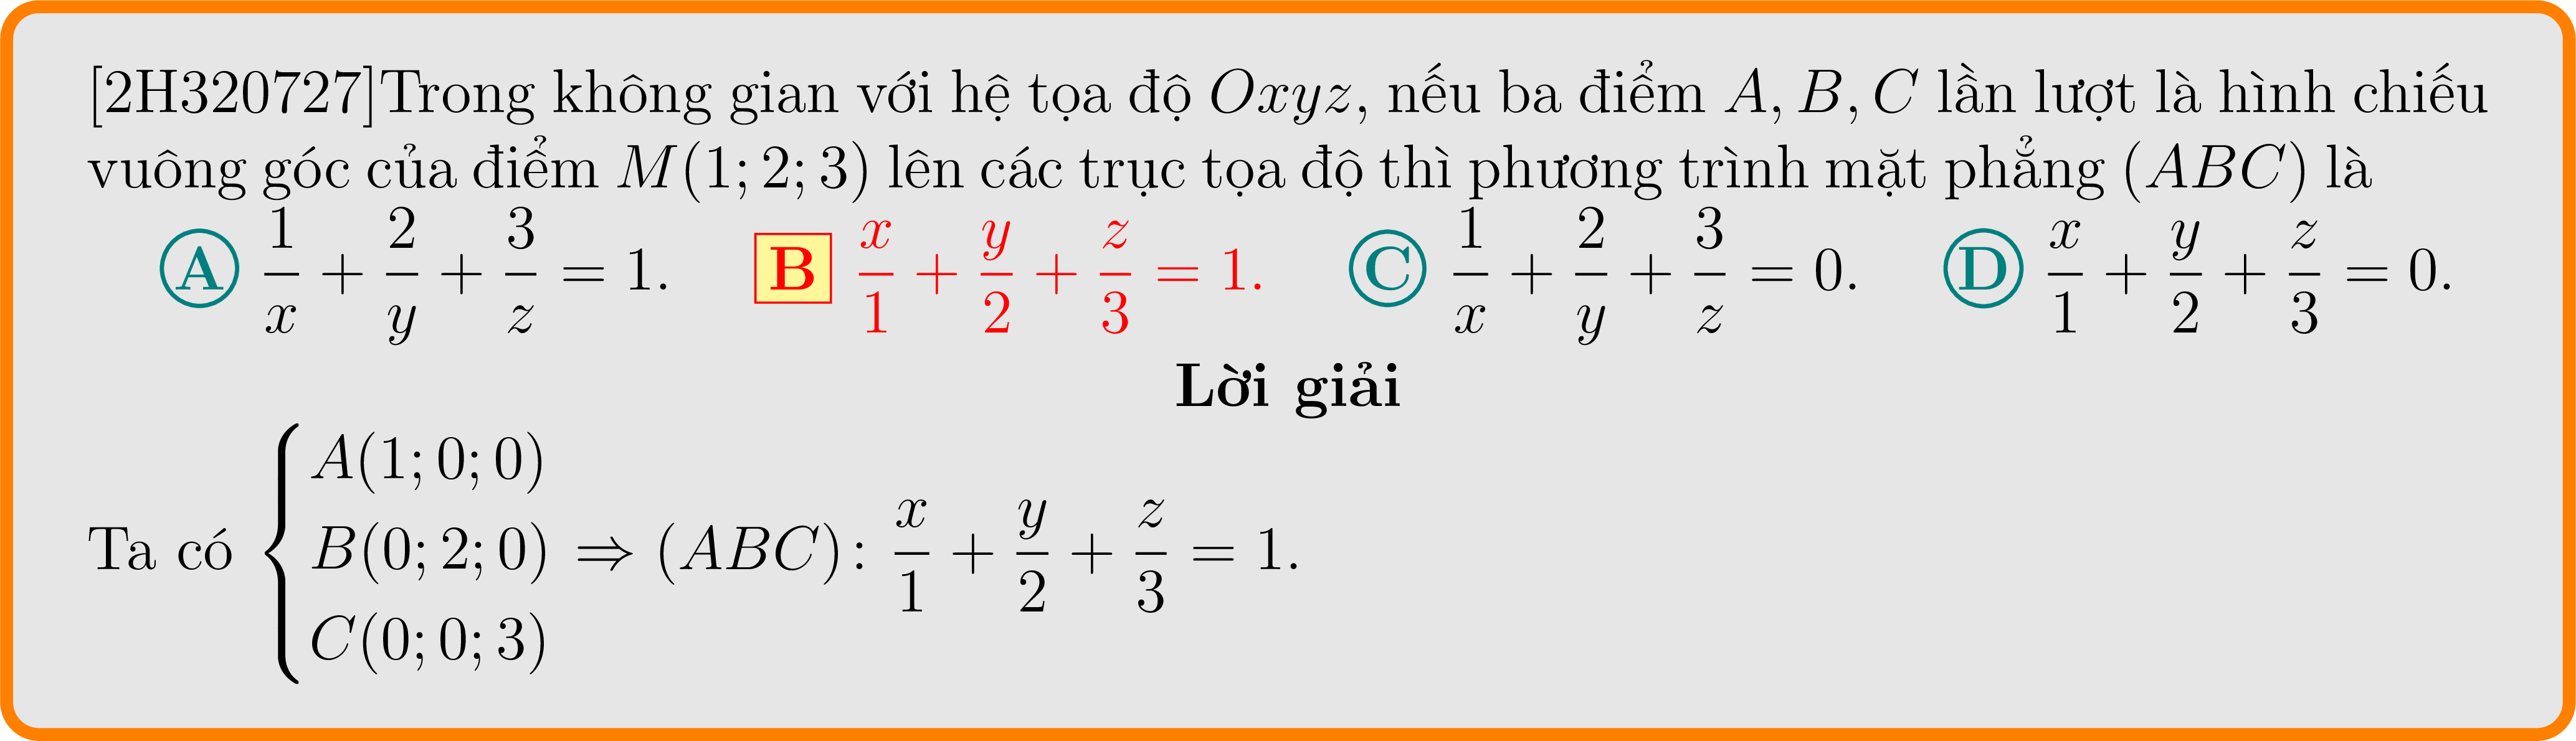 [2H320727]Trong không gian với hệ tọa độ Oxyz, nếu ba điểm A, B, C lần lượt là hình chiếu
vuông góc của điểm M(1; 2; 3) lên các trục tọa độ thì phương trình mặt phẳng (ABC) là
A $\frac{1}{x} + \frac{2}{y} + \frac{3}{z} = 1.$ B $\frac{x}{1} + \frac{y}{2} + \frac{z}{3} = 1.$ C $\frac{1}{x} + \frac{2}{y} + \frac{3}{z} = 0.$ D $\frac{x}{1} + \frac{y}{2} + \frac{z}{3} = 0.$
Lời giải
Ta có $\begin{cases} A(1; 0; 0) \\ B(0; 2; 0) \\ C(0; 0; 3) \end{cases} \Rightarrow (ABC): \frac{x}{1} + \frac{y}{2} + \frac{z}{3} = 1.$